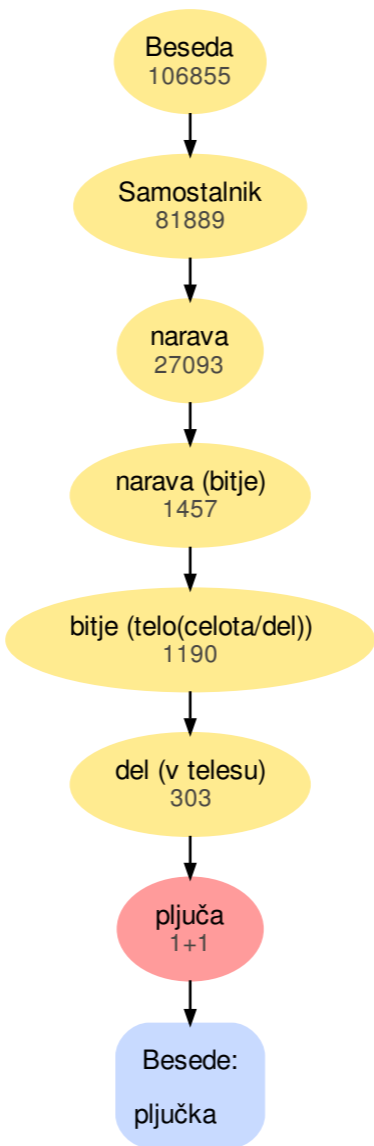 Beseda
106855
Samostalnik
81889
narava
27093
narava (bitje)
1457
bitje (telo(celota/del))
1190
del (v telesu)
303
pljuča
1+1
Besede:
pljučka